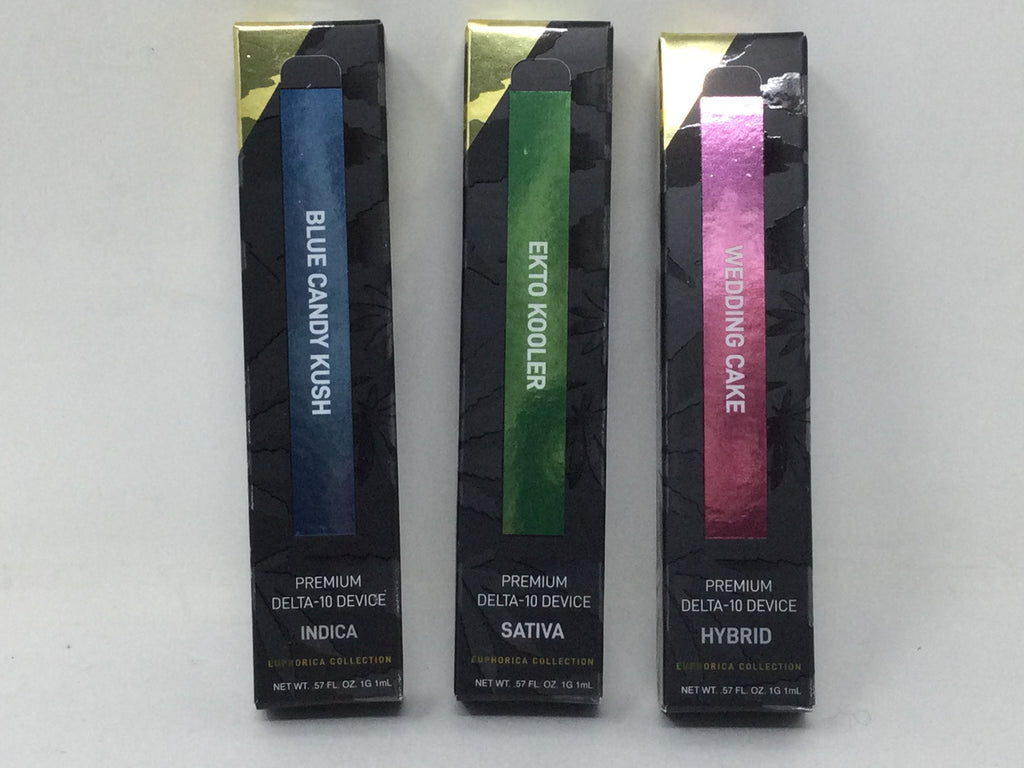 BLUE CANDY KUSH
PREMIUM
DELTA-10 DEVICE
INDICA
EUPHORICA COLLECTION
NET WT. .57 FL. OZ. 1G 1mL
EKTO KOOLER
PREMIUM
DELTA-10 DEVICE
SATIVA
EUPHORICA COLLECTION
NET WT. .57 FL. OZ. 1G 1mL
WEDDING CAKE
PREMIUM
DELTA-10 DEVICE
HYBRID
EUPHORICA COLLECTION
NET WT. .57 FL. OZ. 1G 1mL